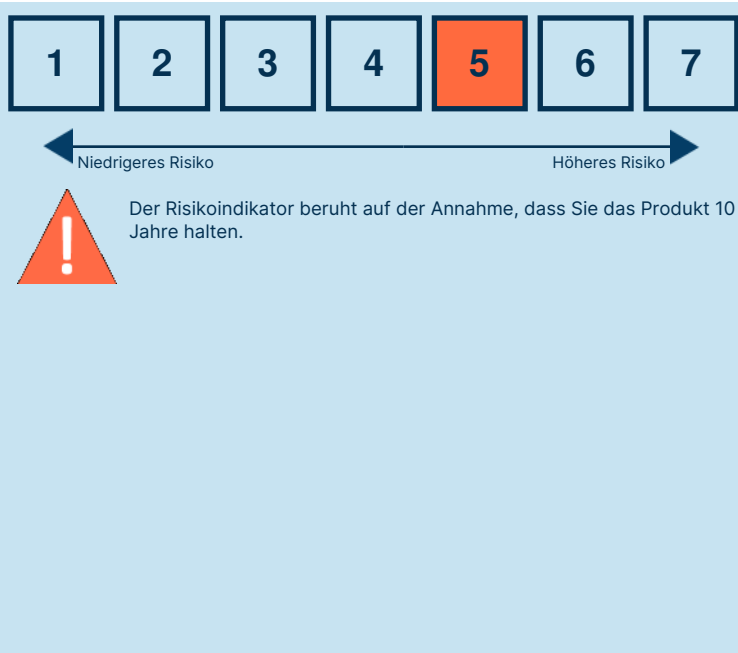 1 2 3 4 5 6 7
Niedrigeres Risiko Höheres Risiko
! Der Risikoindikator beruht auf der Annahme, dass Sie das Produkt 10
Jahre halten.